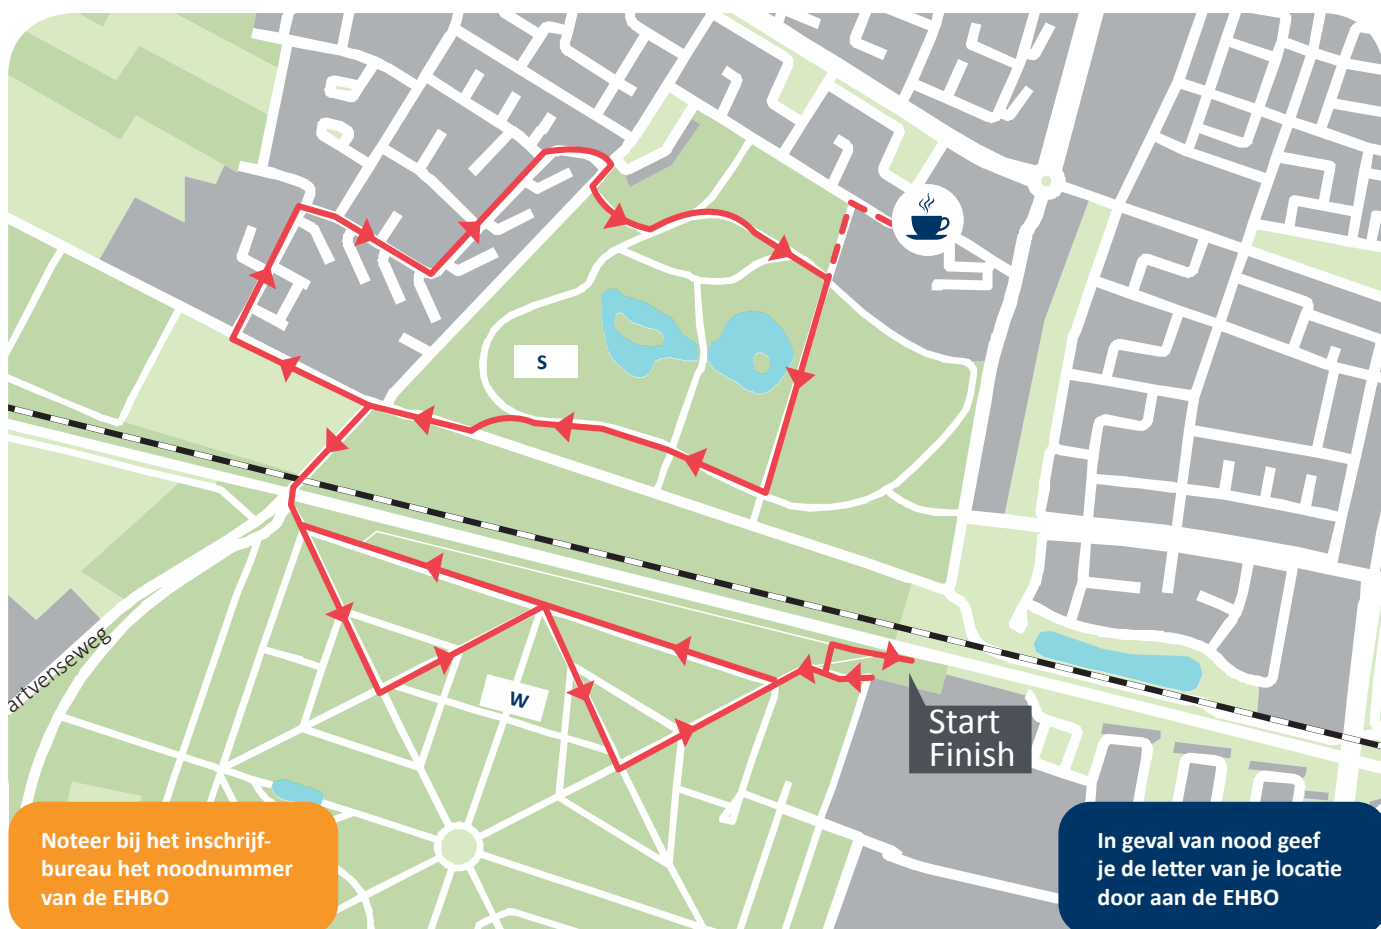 S
W
artvenseweg
Start
Finish
Noteer bij het inschrijf-
bureau het noodnummer
van de EHBO
In geval van nood geef
je de letter van je locatie
door aan de EHBO